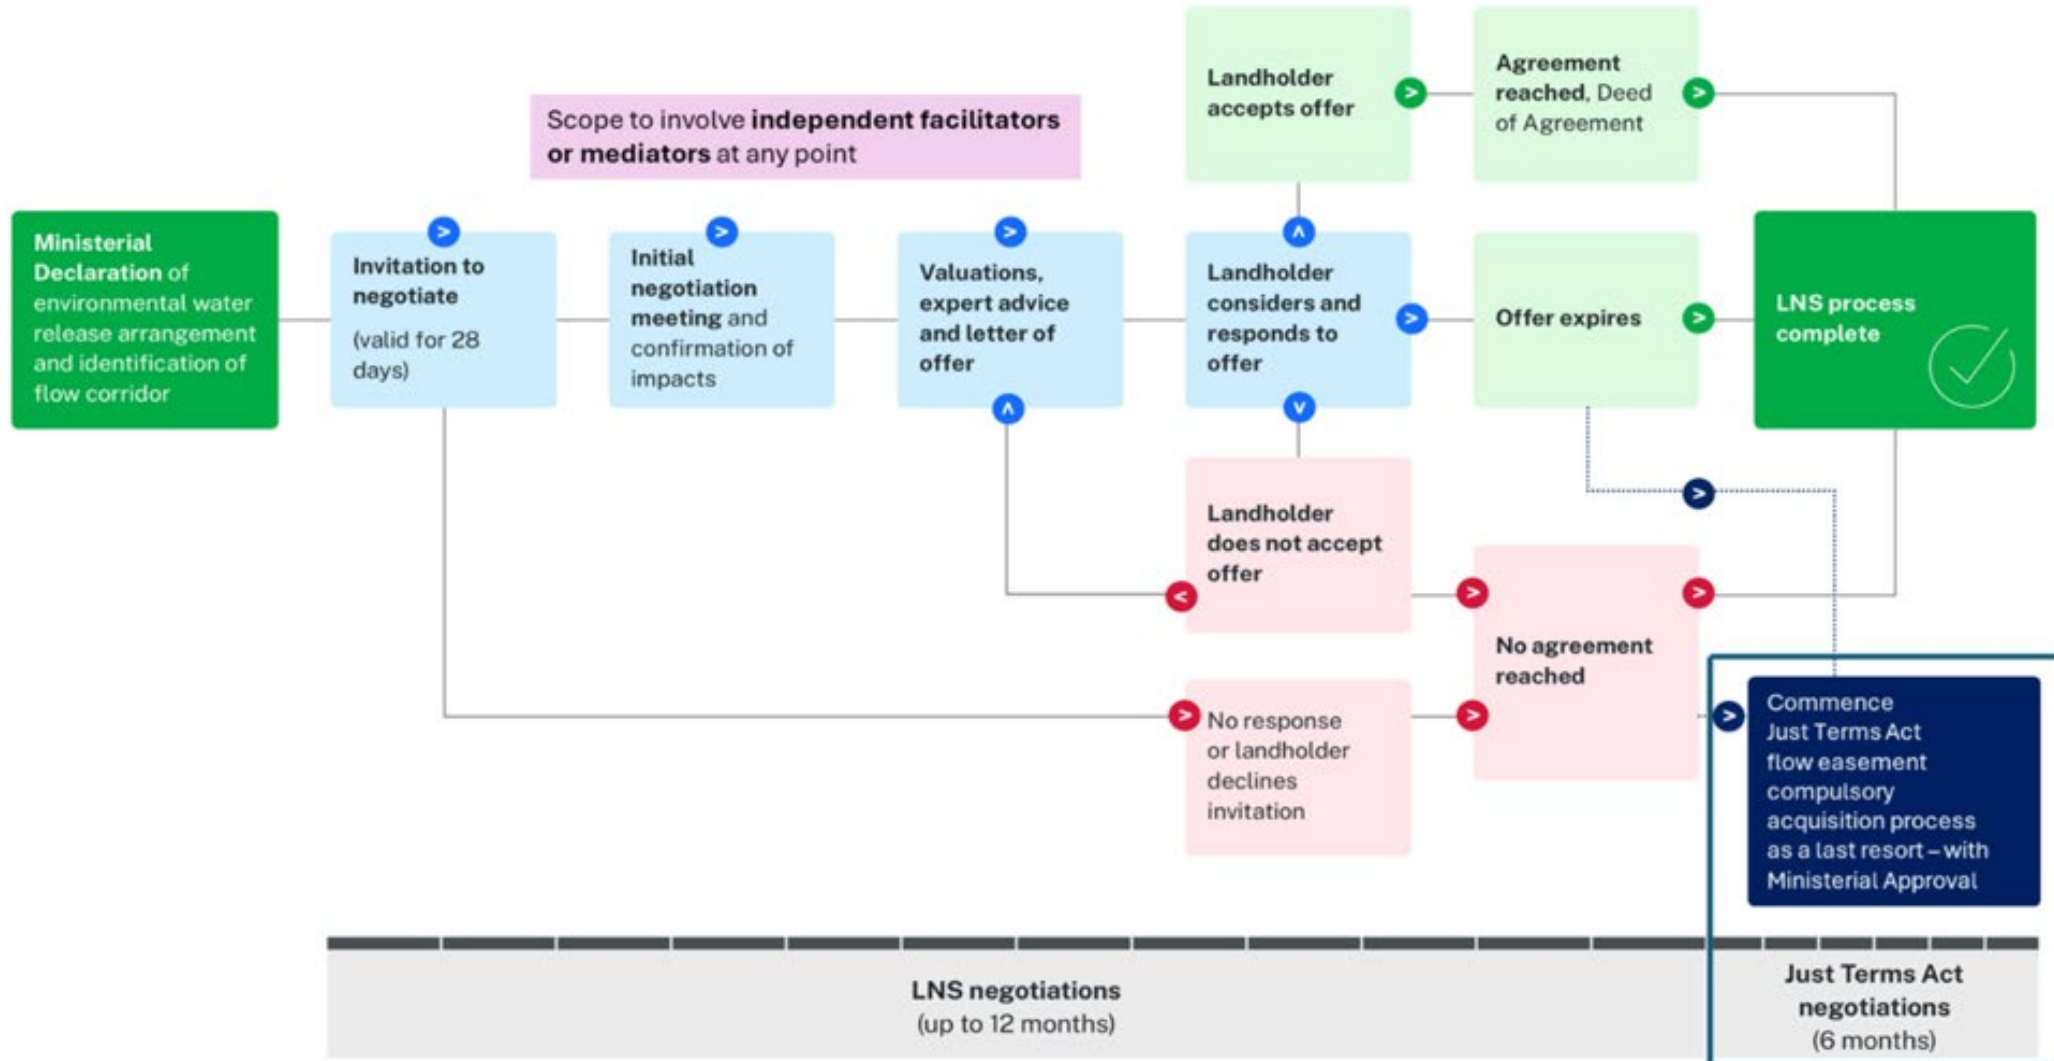 Landholder
accepts offer
Agreement
reached, Deed
of Agreement
Scope to involve independent facilitators
or mediators at any point
Ministerial
Declaration of
environmental water
release arrangement
and identification of
flow corridor
Invitation to
negotiate
(valid for 28
days)
Initial
negotiation
meeting and
confirmation of
impacts
Valuations,
expert advice
and letter of
offer
Landholder
considers and
responds to
offer
Offer expires
LNS process
complete
Landholder
does not accept
offer
No agreement
reached
No response
or landholder
declines
invitation
Commence
Just Terms Act
flow easement
compulsory
acquisition process
as a last resort – with
Ministerial Approval
LNS negotiations
(up to 12 months)
Just Terms Act
negotiations
(6 months)